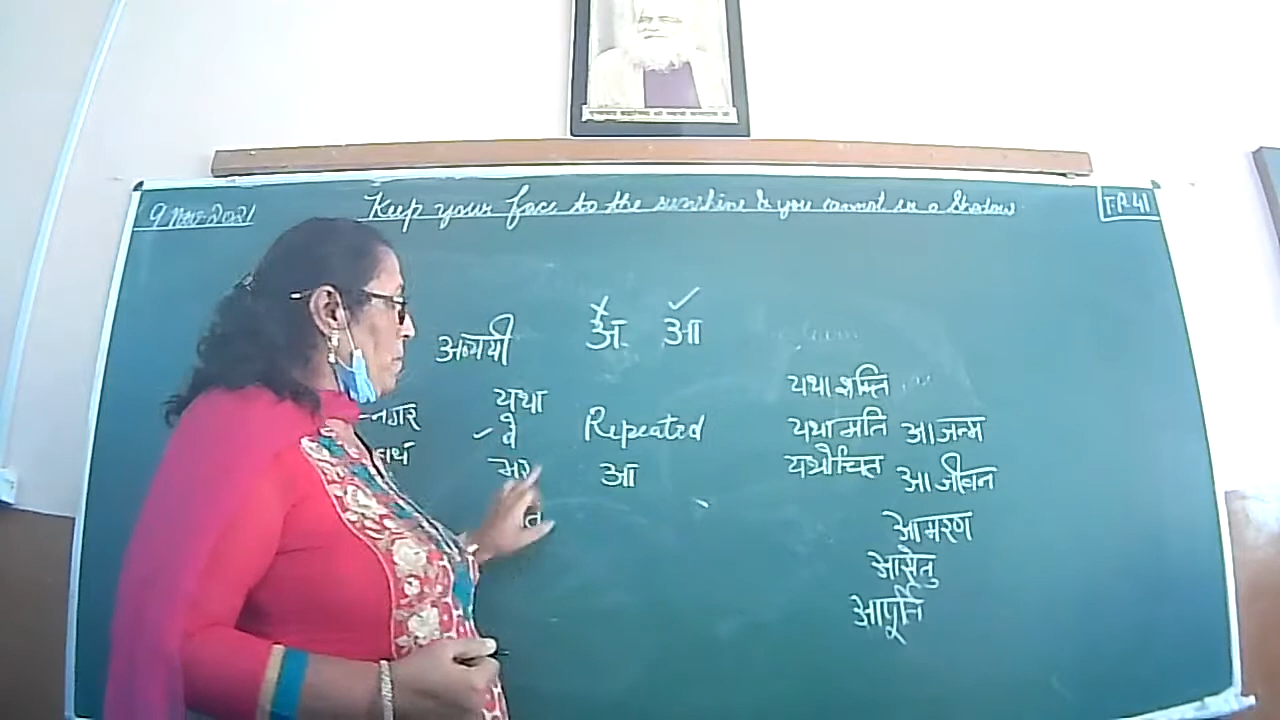 9 Nov. 2021
Keep your face to the sunshine & you cannot see a Shadow
T.P. 41
अ आ
अव्ययी
यथा शक्ति
यथा Repeated यथामति आजन्म
नगर वे
यथोचित आजीवन
आ
आमरण
आसेतु
आपूर्ति